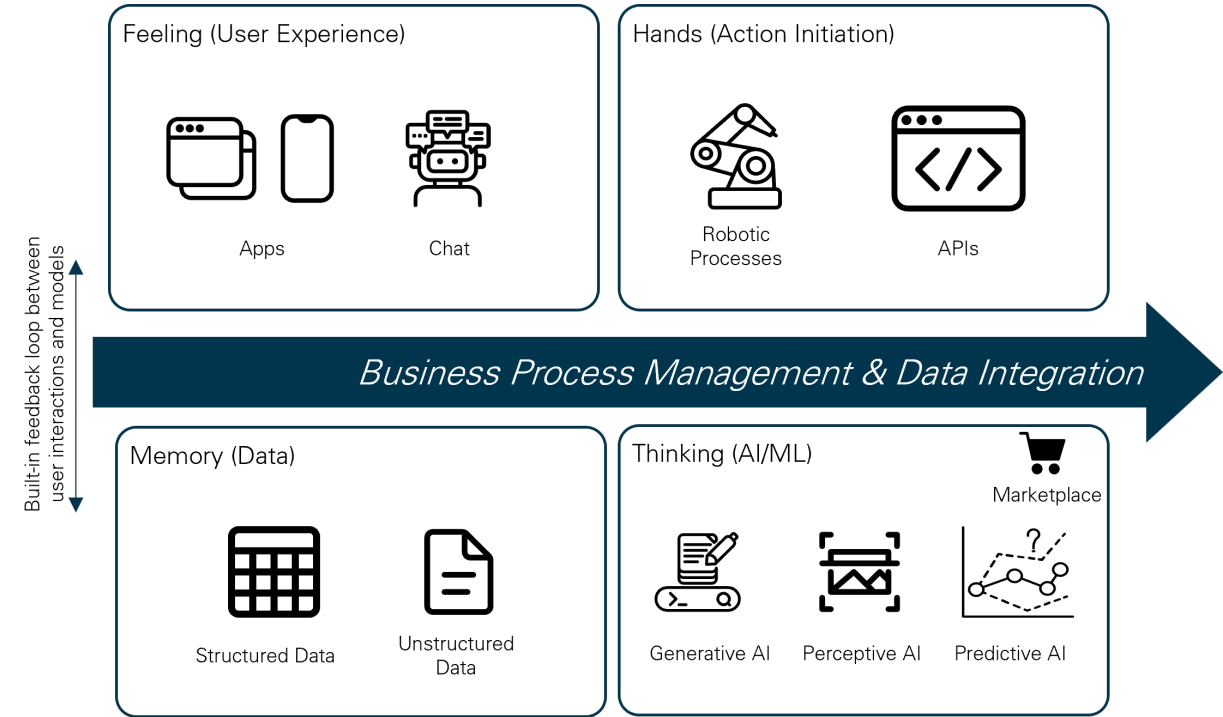 Feeling (User Experience)
Apps
Chat
Hands (Action Initiation)
</>
Robotic
Processes
APIs
Built-in feedback loop between
user interactions and models
Business Process Management & Data Integration
Memory (Data)
Structured Data
Unstructured
Data
Thinking (AI/ML)
Marketplace
?
>_
Generative AI
Perceptive AI
Predictive AI